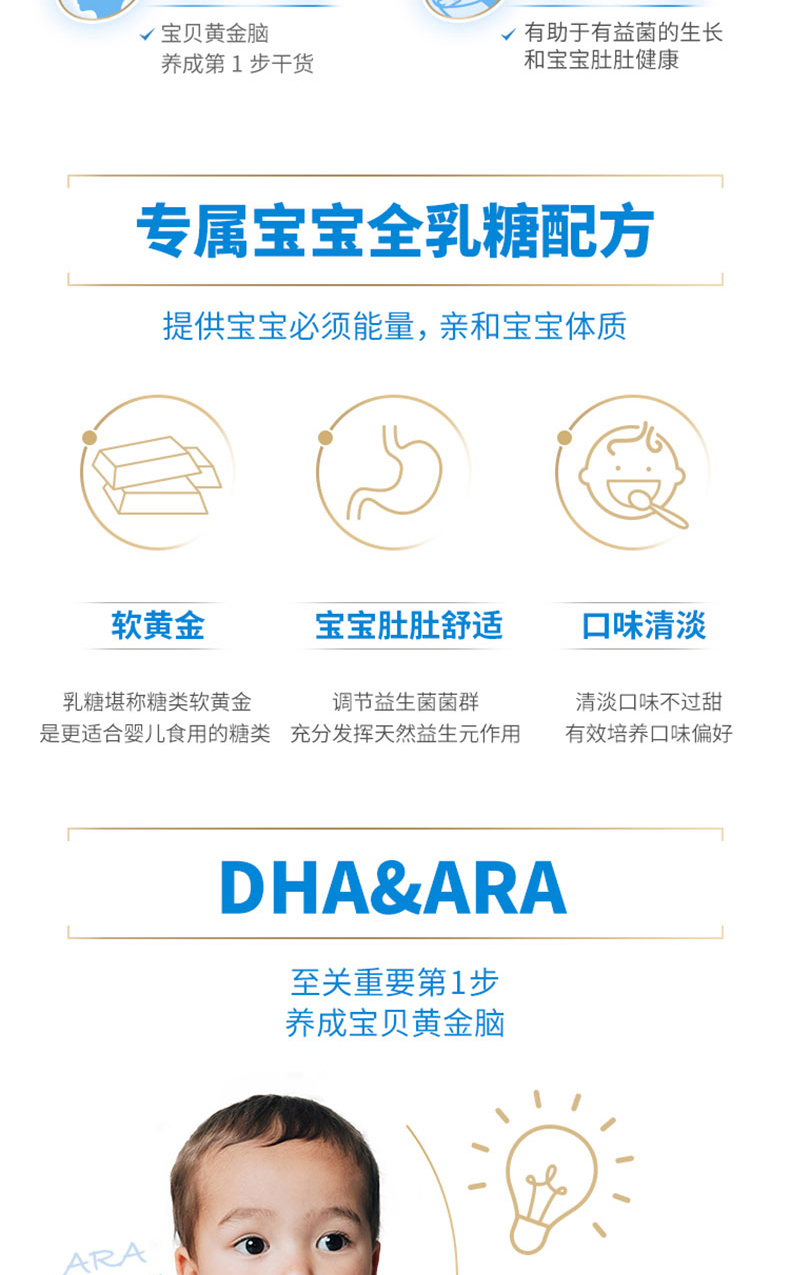 宝贝黄金脑
养成第 1 步干货
有助于有益菌的生长
和宝宝肚肚健康
专属宝宝全乳糖配方
提供宝宝必须能量，亲和宝宝体质
软黄金
乳糖堪称糖类软黄金
是更适合婴儿食用的糖类
宝宝肚肚舒适
调节益生菌菌群
充分发挥天然益生元作用
口味清淡
清淡口味不过甜
有效培养口味偏好
DHA&ARA
至关重要第1步
养成宝贝黄金脑
ARA